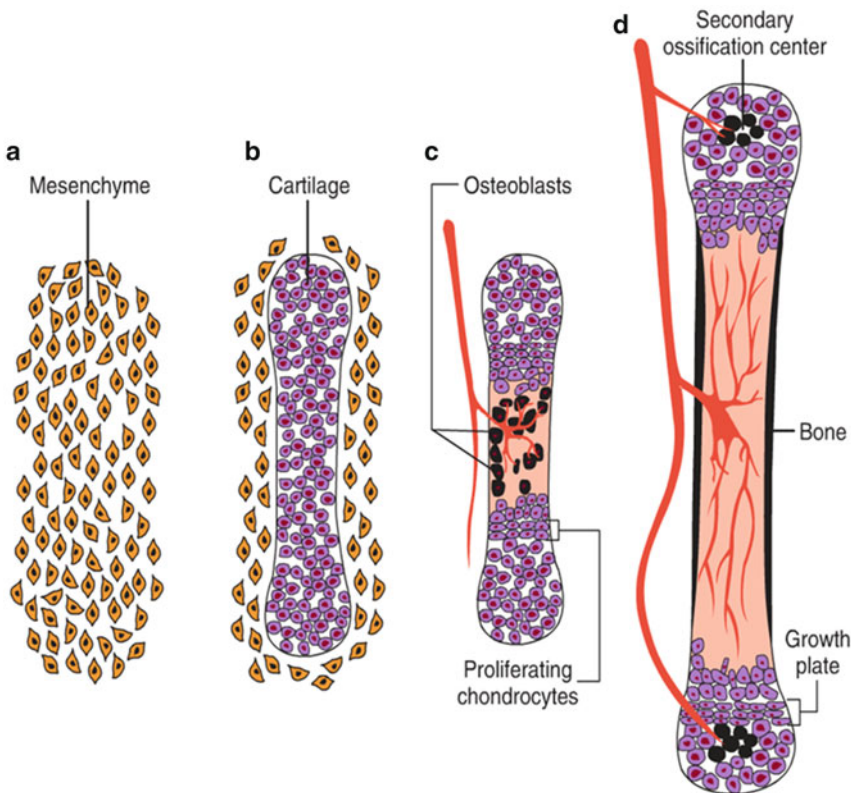 a
Mesenchyme
b
Cartilage
c
Osteoblasts
Proliferating
chondrocytes
d
Secondary
ossification center
Bone
Growth
plate